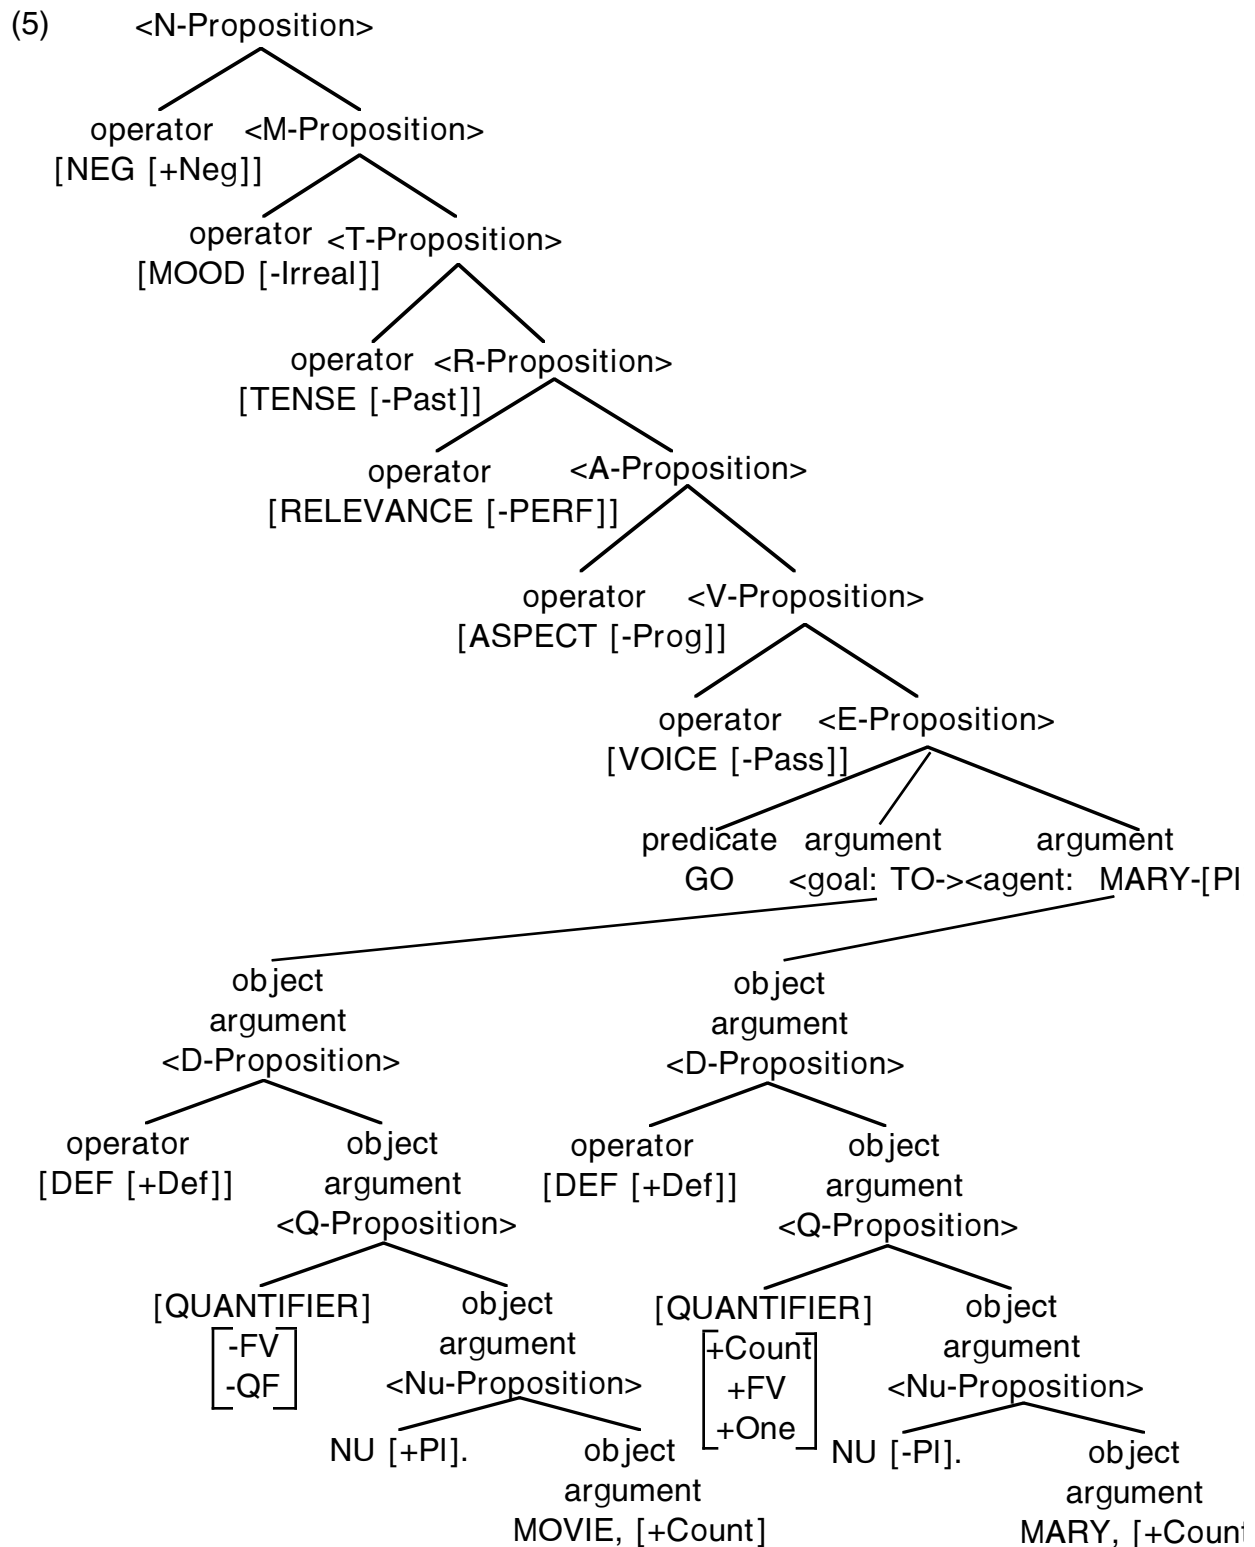 (5) <N-Proposition>
operator <M-Proposition>
[NEG [+Neg]]
operator <T-Proposition>
[MOOD [-Irreal]]
operator <R-Proposition>
[TENSE [-Past]]
operator <A-Proposition>
[RELEVANCE [-PERF]]
operator <V-Proposition>
[ASPECT [-Prog]]
operator <E-Proposition>
[VOICE [-Pass]]
predicate argument argument
GO <goal: TO-><agent: MARY-[Pl
object object
argument argument
<D-Proposition> <D-Proposition>
operator object operator object
[DEF [+Def]] argument [DEF [+Def]] argument
<Q-Proposition> <Q-Proposition>
[QUANTIFIER] object [QUANTIFIER] object
-FV argument +Count argument
-QF <Nu-Proposition> +FV <Nu-Proposition>
+One
NU [+Pl]. object NU [-Pl]. object
argument argument
MOVIE, [+Count] MARY, [+Count